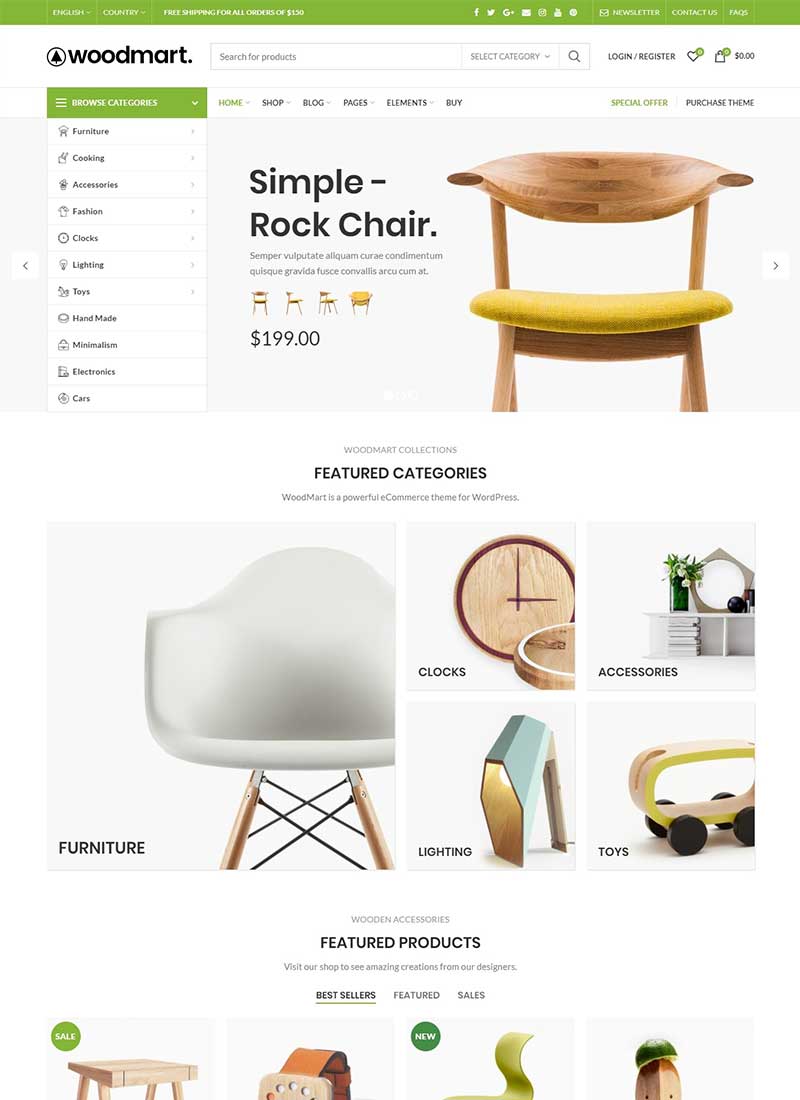 ENGLISH COUNTRY FREE SHIPPING FOR ALL ORDERS OF $150 NEWSLETTER CONTACT US FAQS
woodmart. Search for products SELECT CATEGORY LOGIN / REGISTER 0 0 $0.00
BROWSE CATEGORIES HOME SHOP BLOG PAGES ELEMENTS BUY SPECIAL OFFER PURCHASE THEME
Furniture
Cooking
Accessories
Fashion
Clocks
Lighting
Toys
Hand Made
Minimalism
Electronics
Cars
Simple -
Rock Chair.
Semper vulputate aliquam curae condimentum
quisque gravida fusce convallis arcu cum at.
$199.00
WOODMART COLLECTIONS
FEATURED CATEGORIES
WoodMart is a powerful eCommerce theme for WordPress.
CLOCKS ACCESSORIES
FURNITURE LIGHTING TOYS
WOODEN ACCESSORIES
FEATURED PRODUCTS
Visit our shop to see amazing creations from our designers.
BEST SELLERS FEATURED SALES
SALE NEW